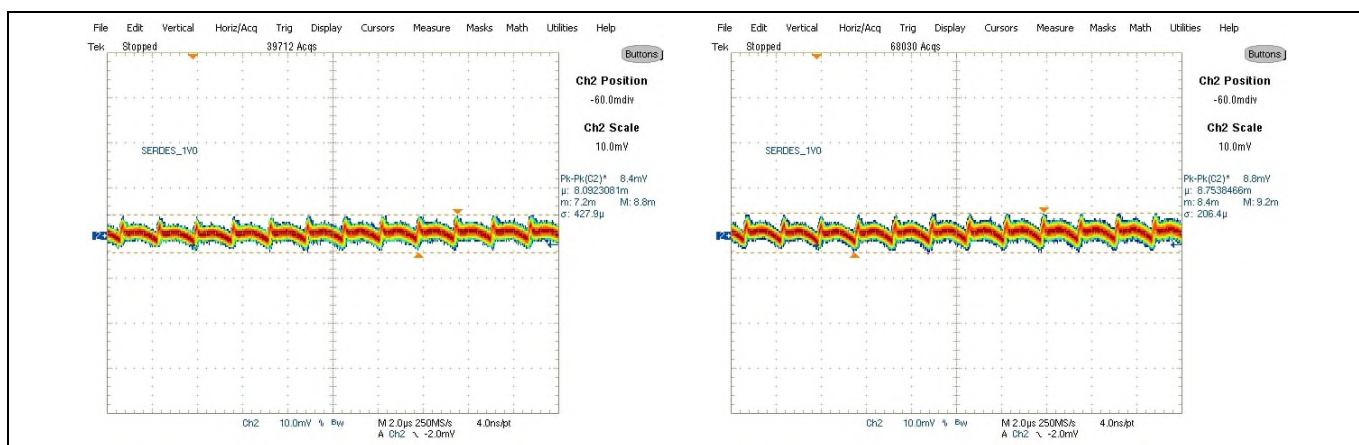 File Edit Vertical Horiz/Acq Trig Display Cursors Measure Masks Math Utilities Help
Tek Stopped 39712 Acqs
Buttons
Ch2 Position
-60.0mdiv
Ch2 Scale
10.0mV
SERDES_1V0
Pk-Pk(C2)* 8.4mV
µ: 8.0923081m
m: 7.2m M: 8.8m
σ: 427.9µ
2
Ch2 10.0mV Bw M 2.0µs 250MS/s 4.0ns/pt
A Ch2 -2.0mV
File Edit Vertical Horiz/Acq Trig Display Cursors Measure Masks Math Utilities Help
Tek Stopped 68030 Acqs
Buttons
Ch2 Position
-60.0mdiv
Ch2 Scale
10.0mV
SERDES_1V0
Pk-Pk(C2)* 8.8mV
µ: 8.7538466m
m: 8.4m M: 9.2m
σ: 206.4µ
2
Ch2 10.0mV Bw M 2.0µs 250MS/s 4.0ns/pt
A Ch2 -2.0mV